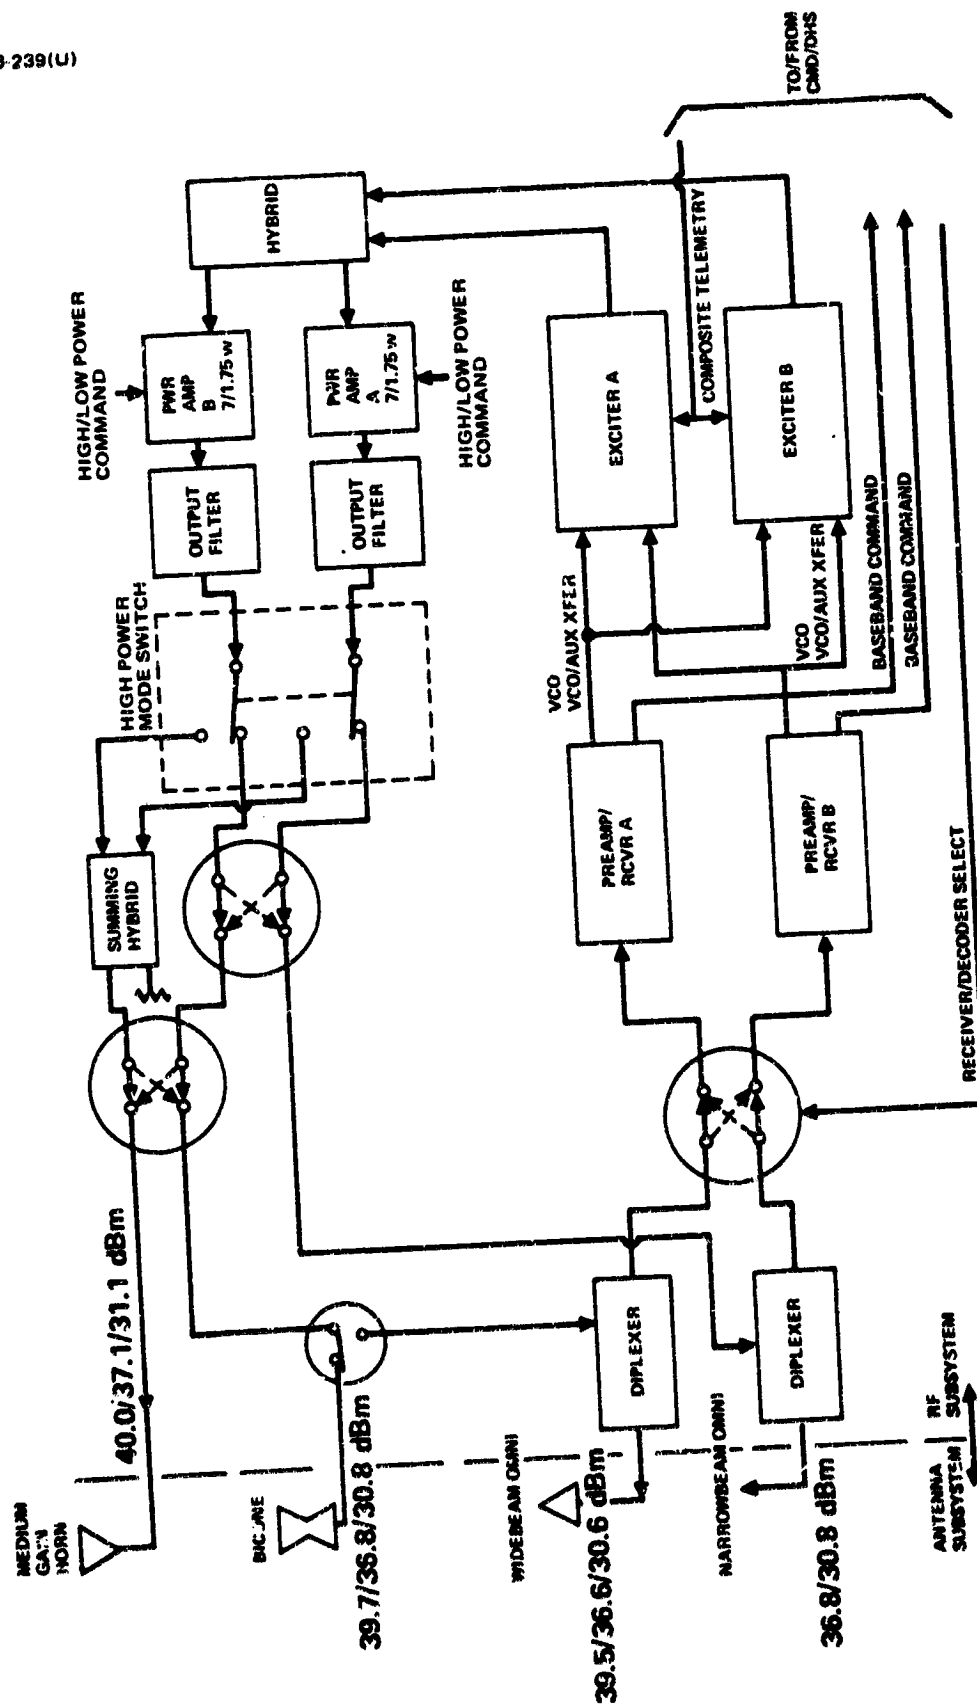 3-239(U)
MEDIUM
GAIN
HORN
40.0/37.1/31.1 dBm
SUMMING
HYBRID
HIGH POWER
MODE SWITCH
OUTPUT
FILTER
HIGH/LOW POWER
COMMAND
PWR
AMP
B
7/1.75 W
HYBRID
OUTPUT
FILTER
PWR
AMP
A
7/1.75 W
HIGH/LOW POWER
COMMAND
39.7/36.8/30.8 dBm
WIDEBEAM OMNI
39.5/36.6/30.6 dBm
DIPLEXER
PREAMP/
RCVR A
VCO
VCO/AUX XFER
EXCITER A
COMPOSITE TELEMETRY
TO/FROM
CMD/DHS
NARROWBEAM OMNI
36.8/30.8 dBm
DIPLEXER
PREAMP/
RCVR B
VCO
VCO/AUX XFER
EXCITER B
BASEBAND COMMAND
BASEBAND COMMAND
RECEIVER/DECODER SELECT
ANTENNA
SUBSYSTEM
RF
SUBSYSTEM